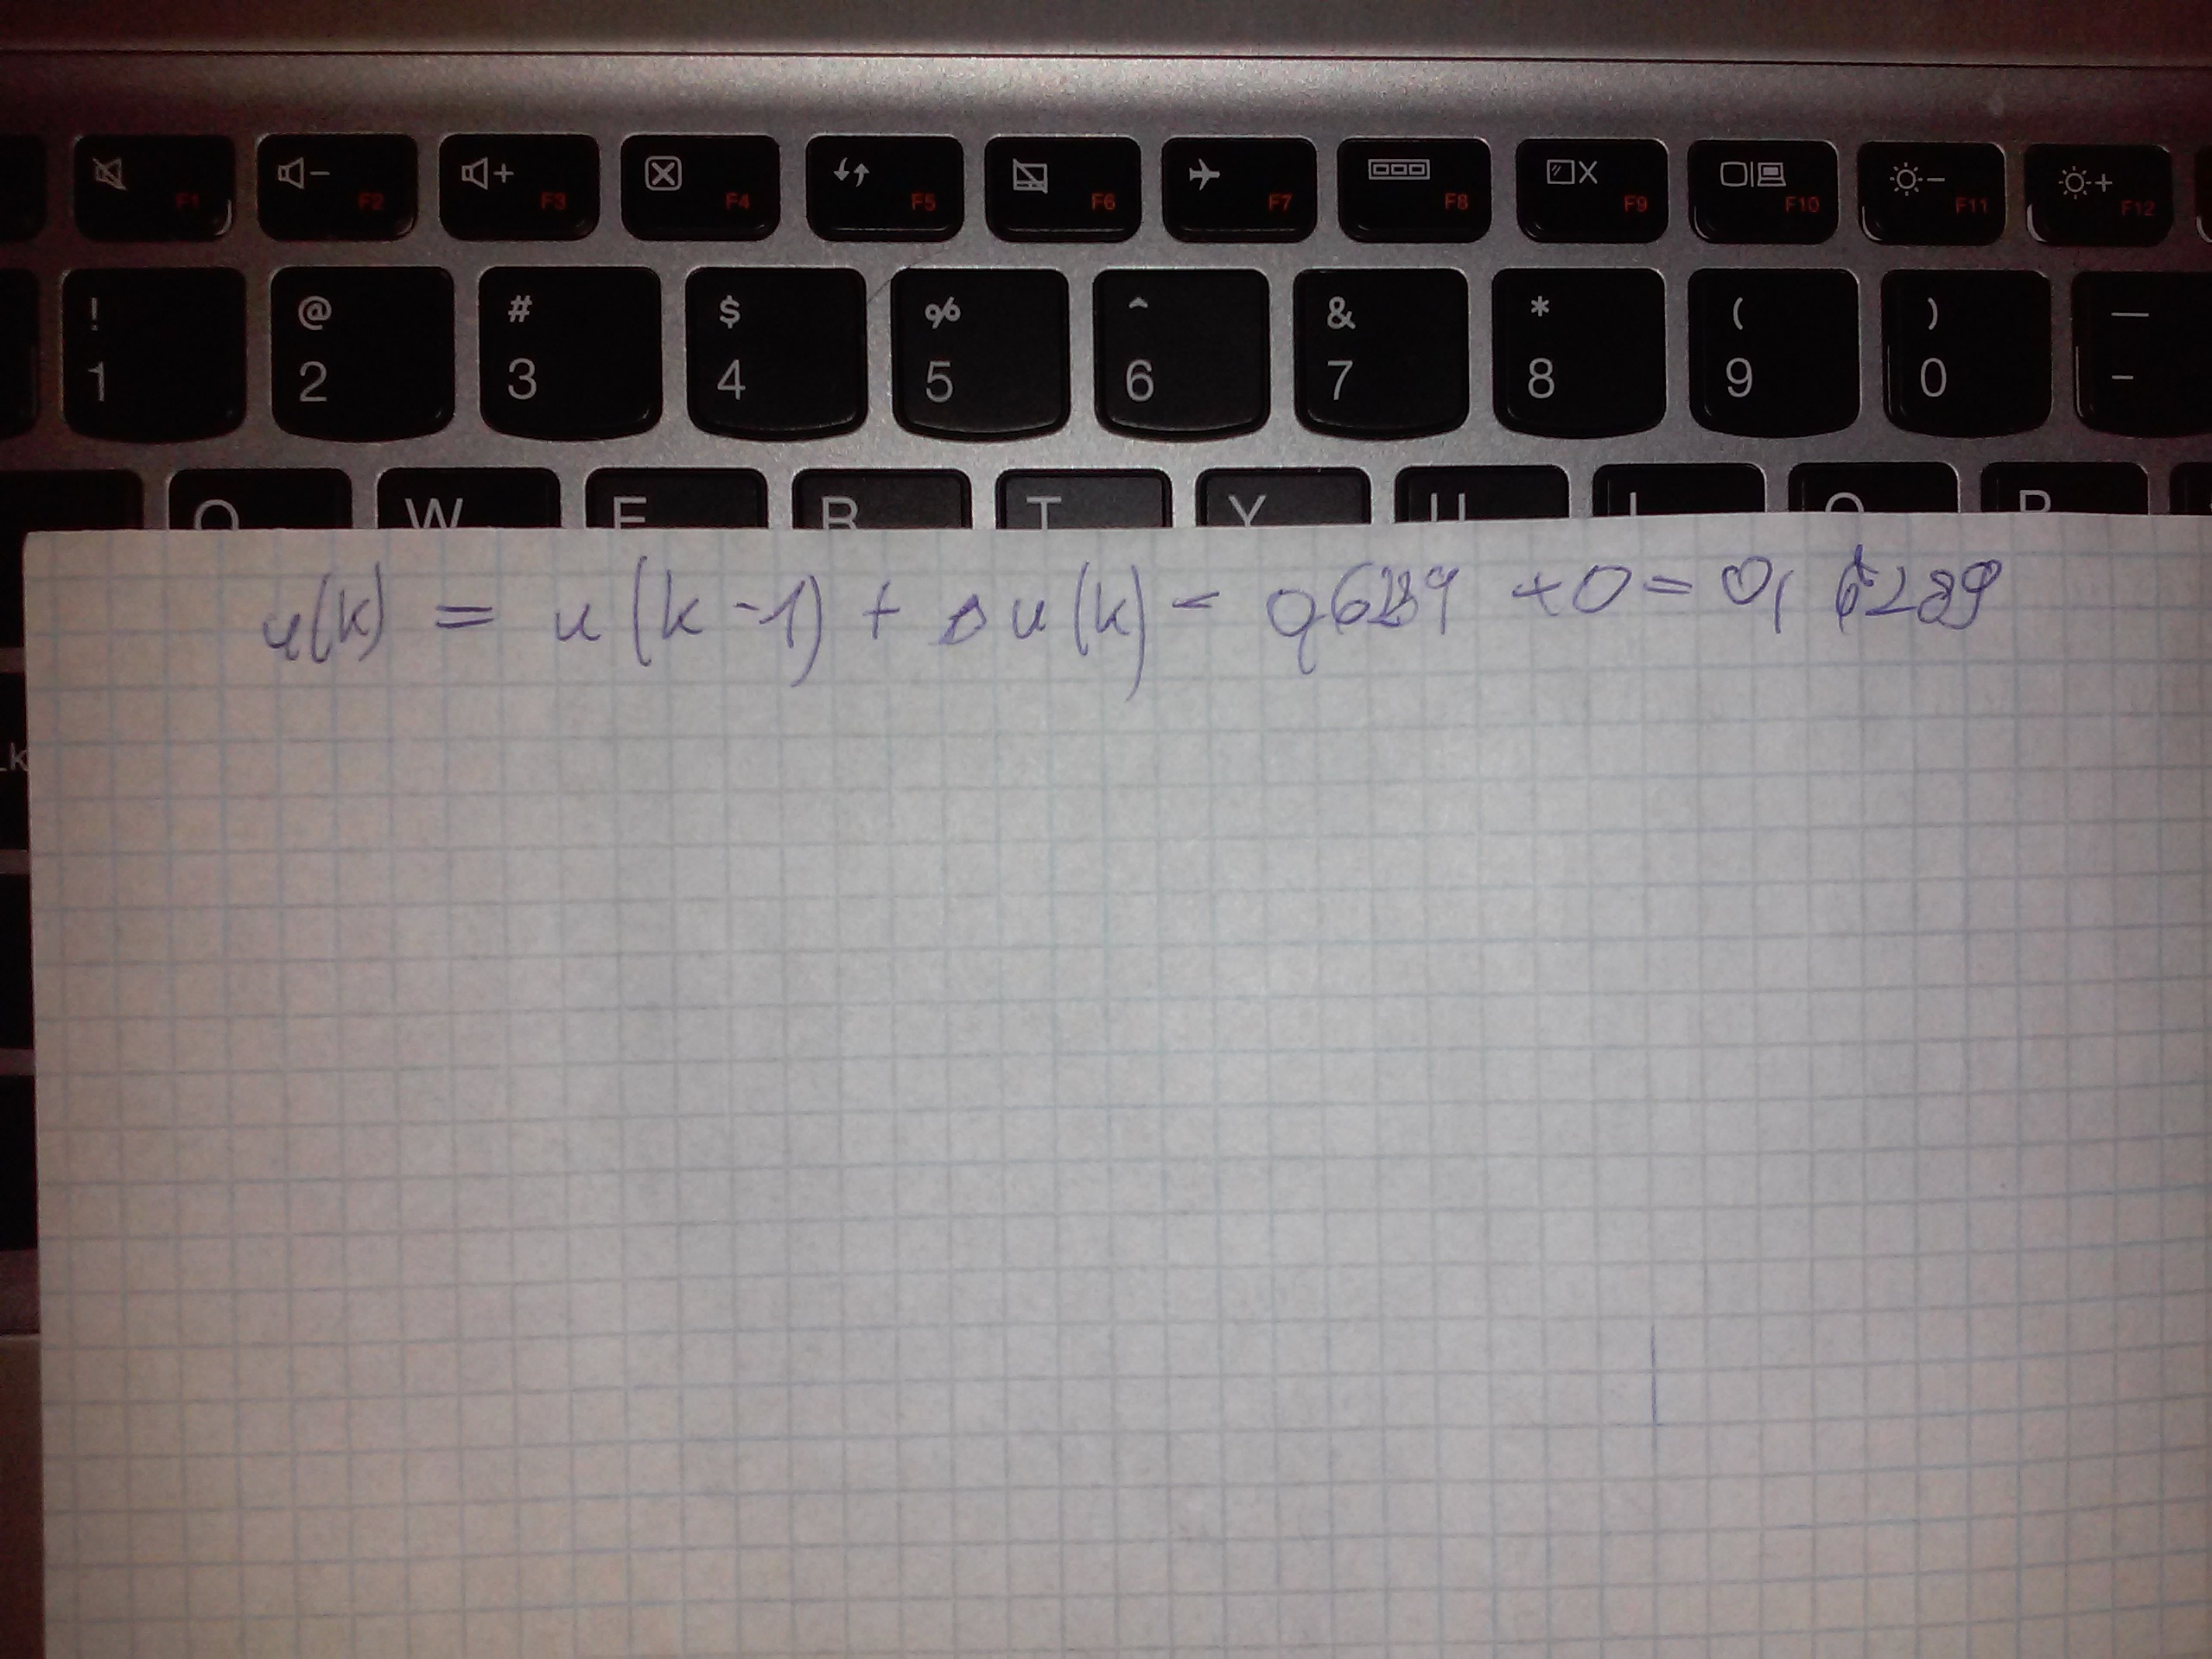 F1 F2 F3 F4 F5 F6 F7 F8 F9 F10 F11 F12
! @ # $ % ^ & * ( ) —
1 2 3 4 5 6 7 8 9 0 -
Q W E R T Y U I O P
u(k) = u(k-1) + Δu(k) = 0,6289 + 0 = 0,6289